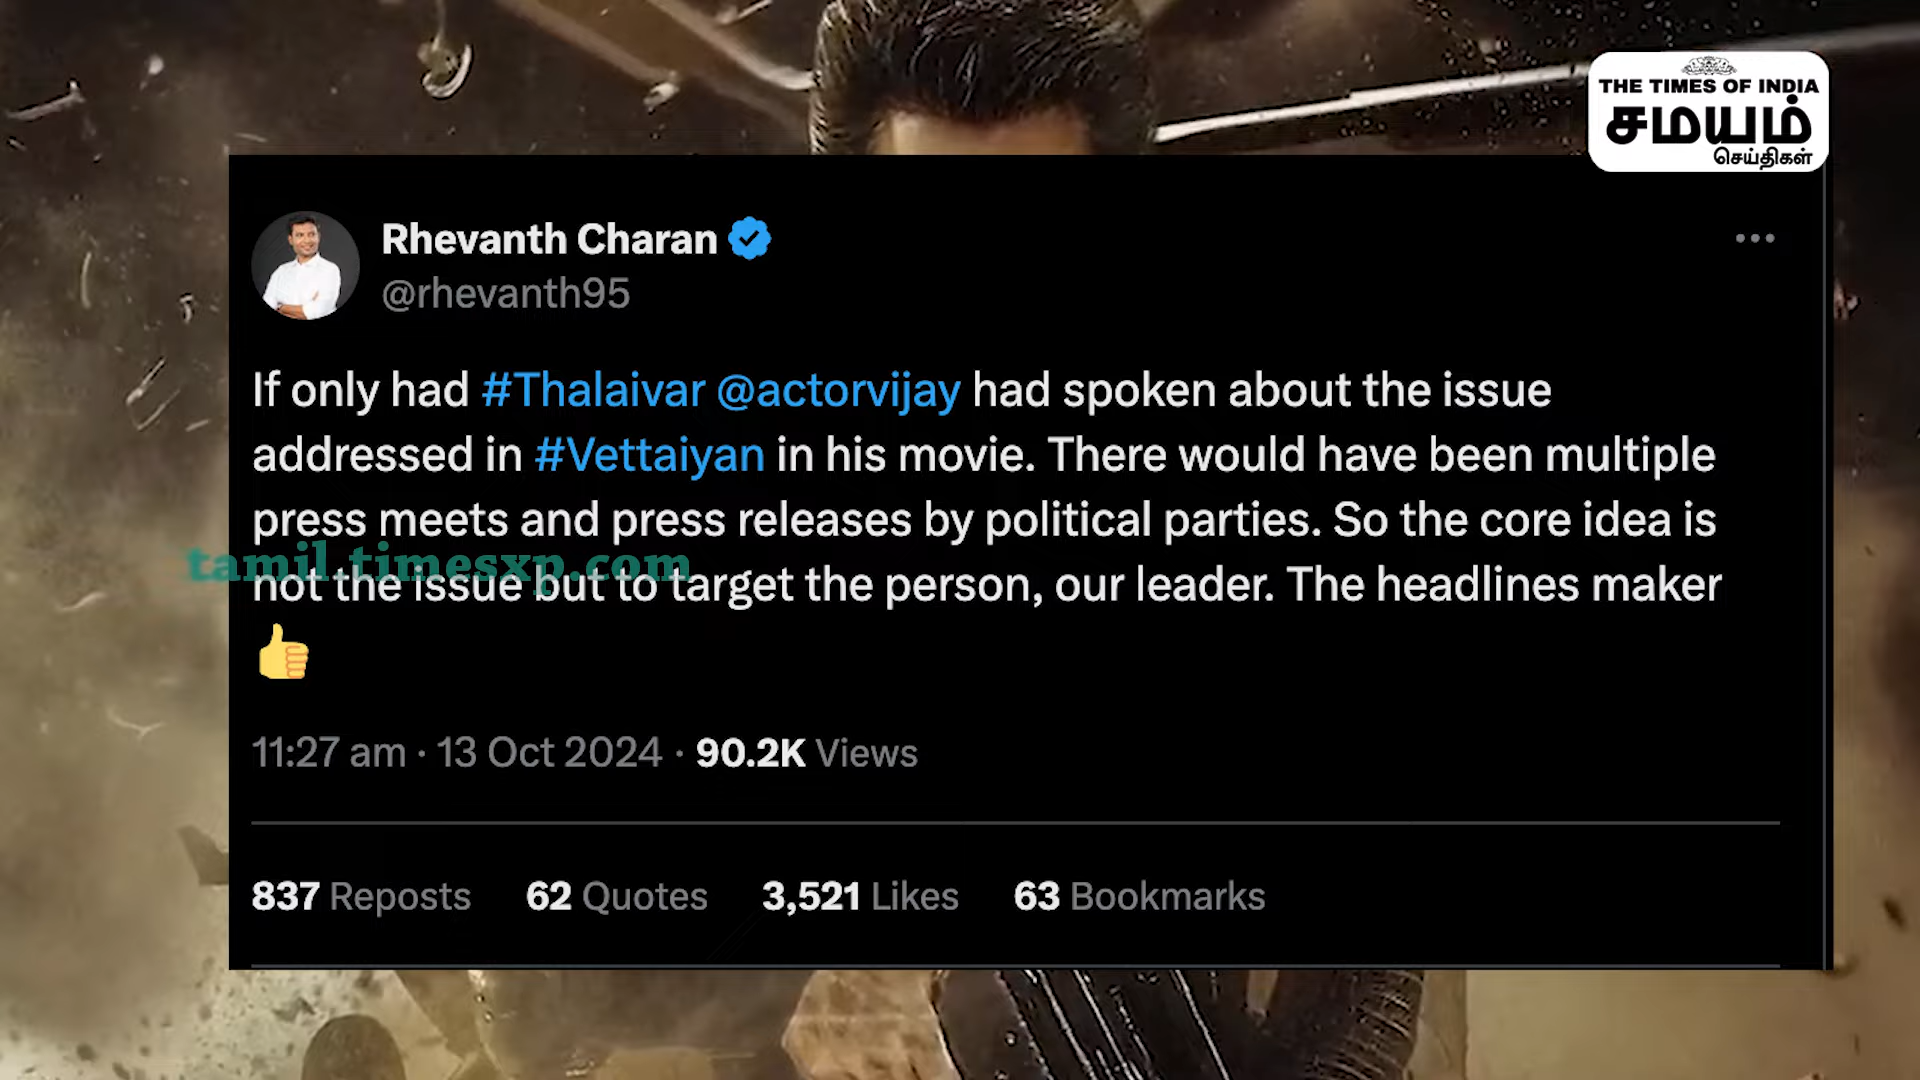 THE TIMES OF INDIA
சமயம்
செய்திகள்
Rhevanth Charan
@rhevanth95
If only had #Thalaivar @actorvijay had spoken about the issue
addressed in #Vettaiyan in his movie. There would have been multiple
press meets and press releases by political parties. So the core idea is
tamil.timesxp.com
not the issue but to target the person, our leader. The headlines maker
👍
11:27 am · 13 Oct 2024 · 90.2K Views
837 Reposts 62 Quotes 3,521 Likes 63 Bookmarks